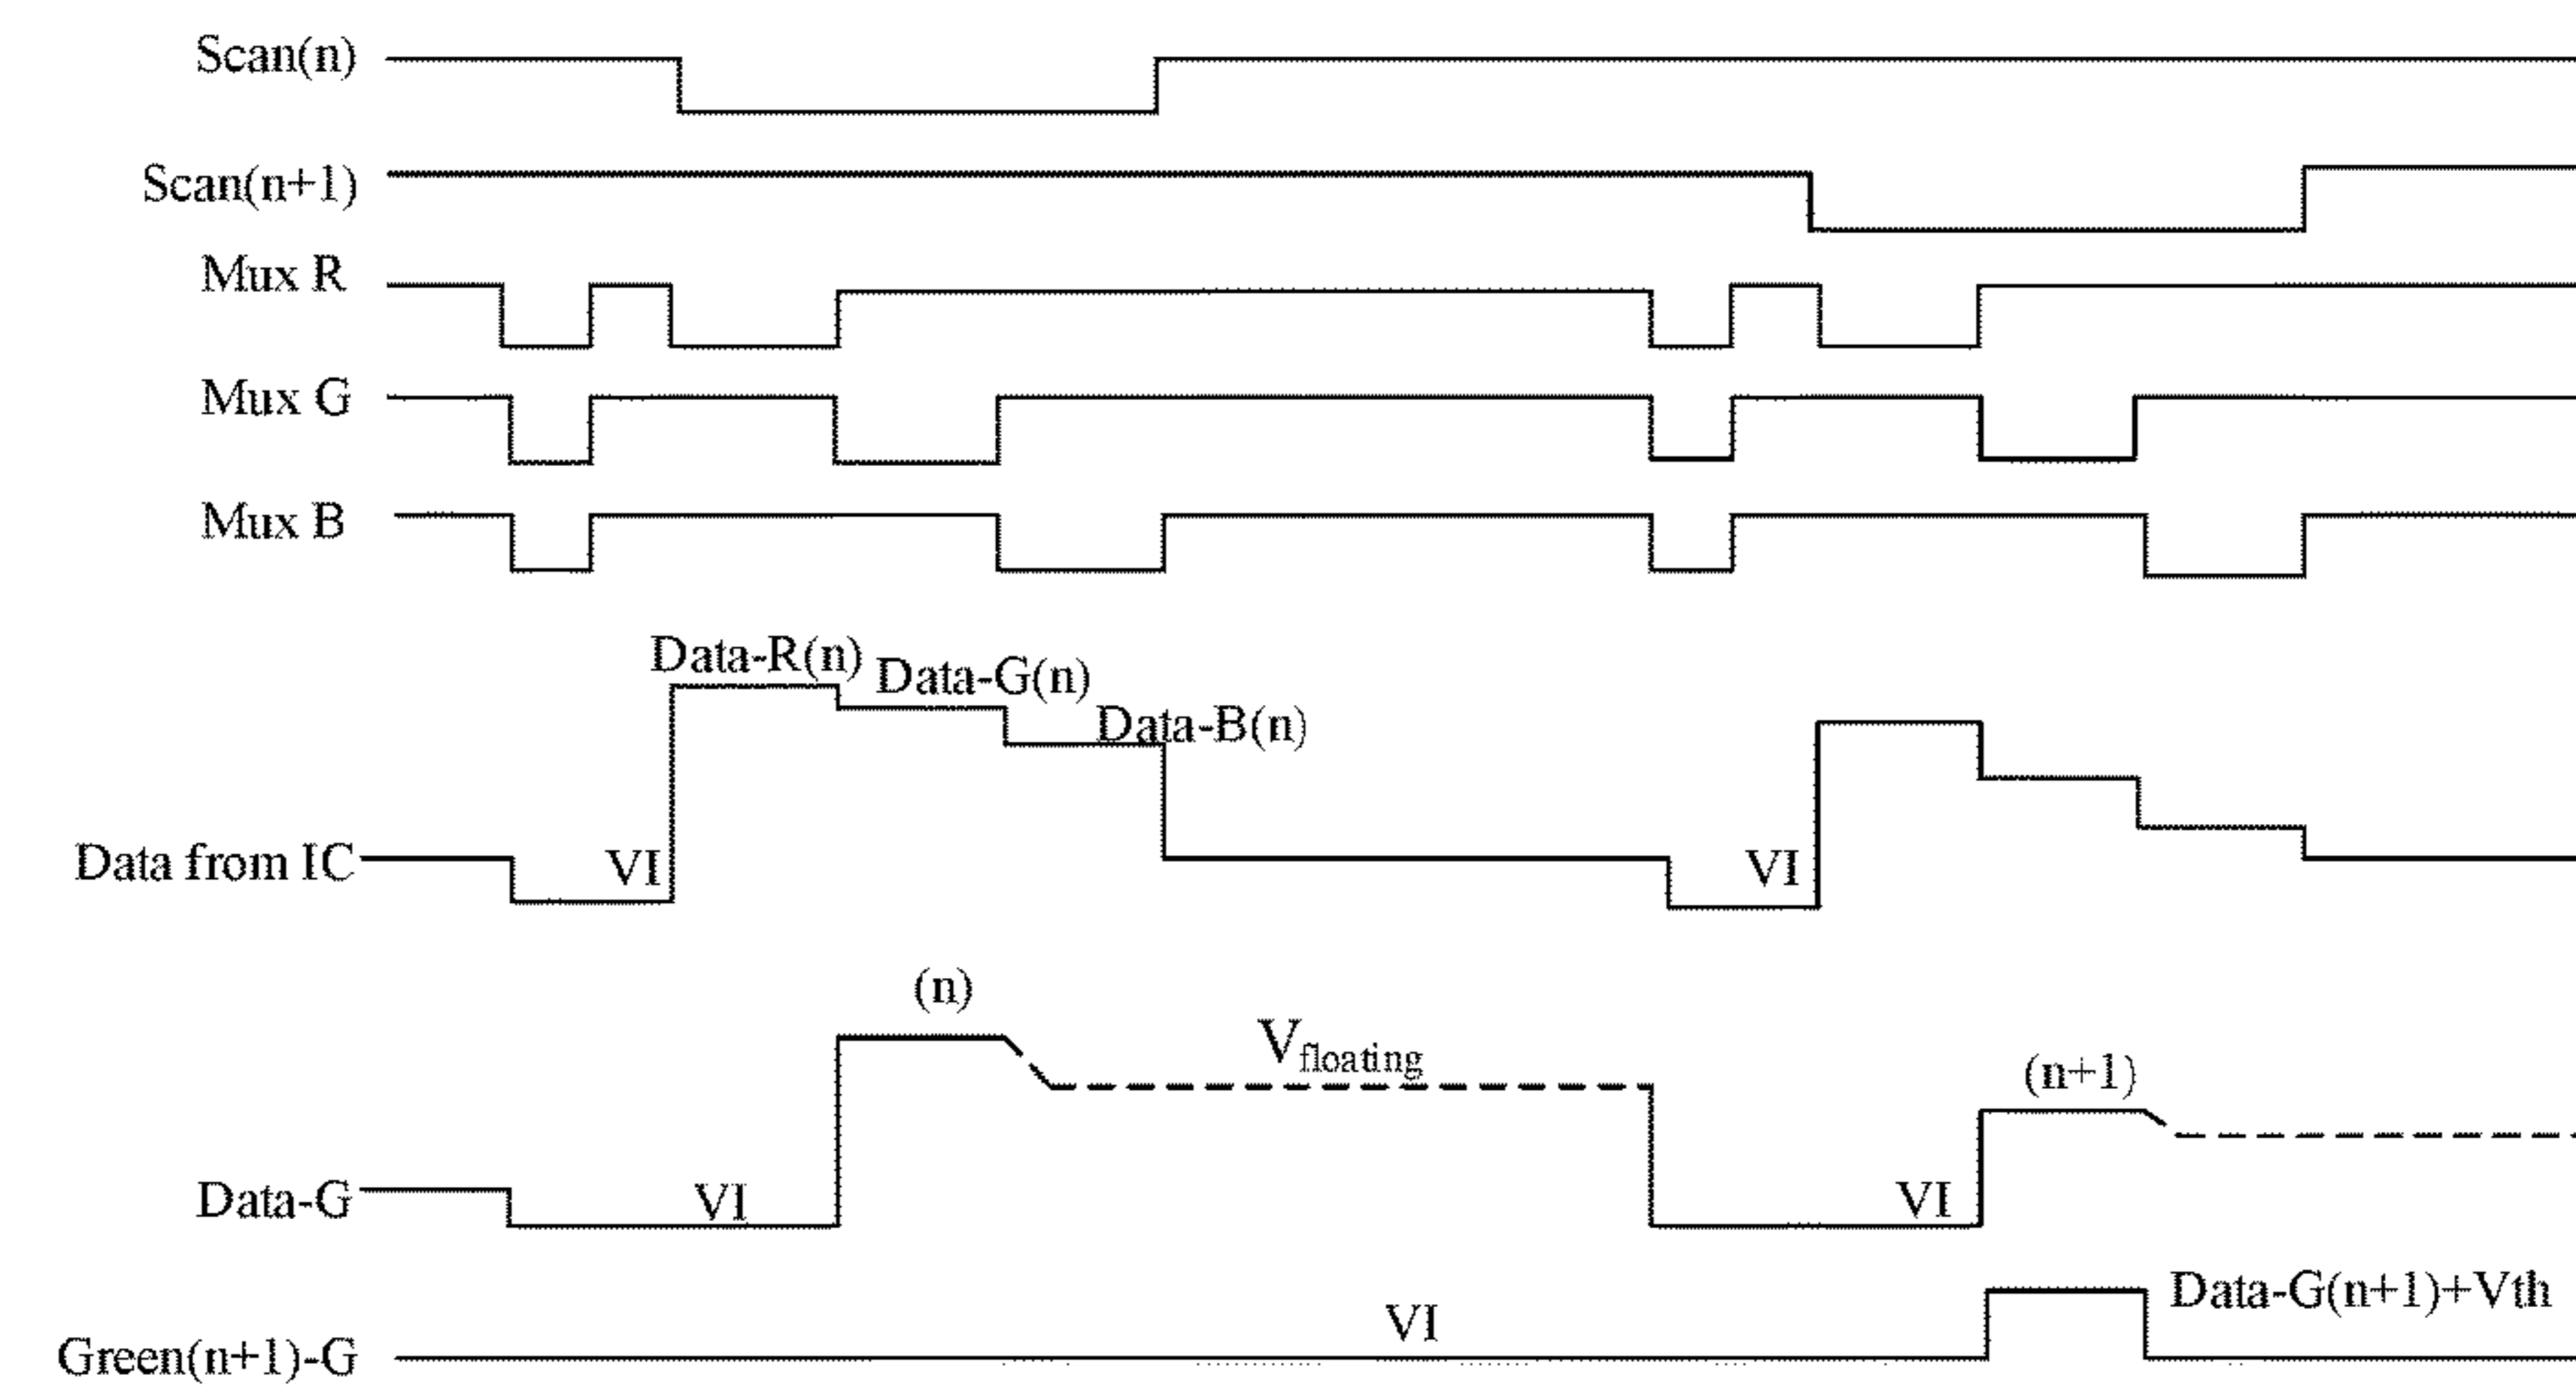 Scan(n)
Scan(n+1)
Mux R
Mux G
Mux B
Data-R(n)
Data-G(n)
Data-B(n)
Data from IC
VI
VI
(n)
Vfloating
(n+1)
Data-G
VI
VI
Data-G(n+1)+Vth
VI
Green(n+1)-G